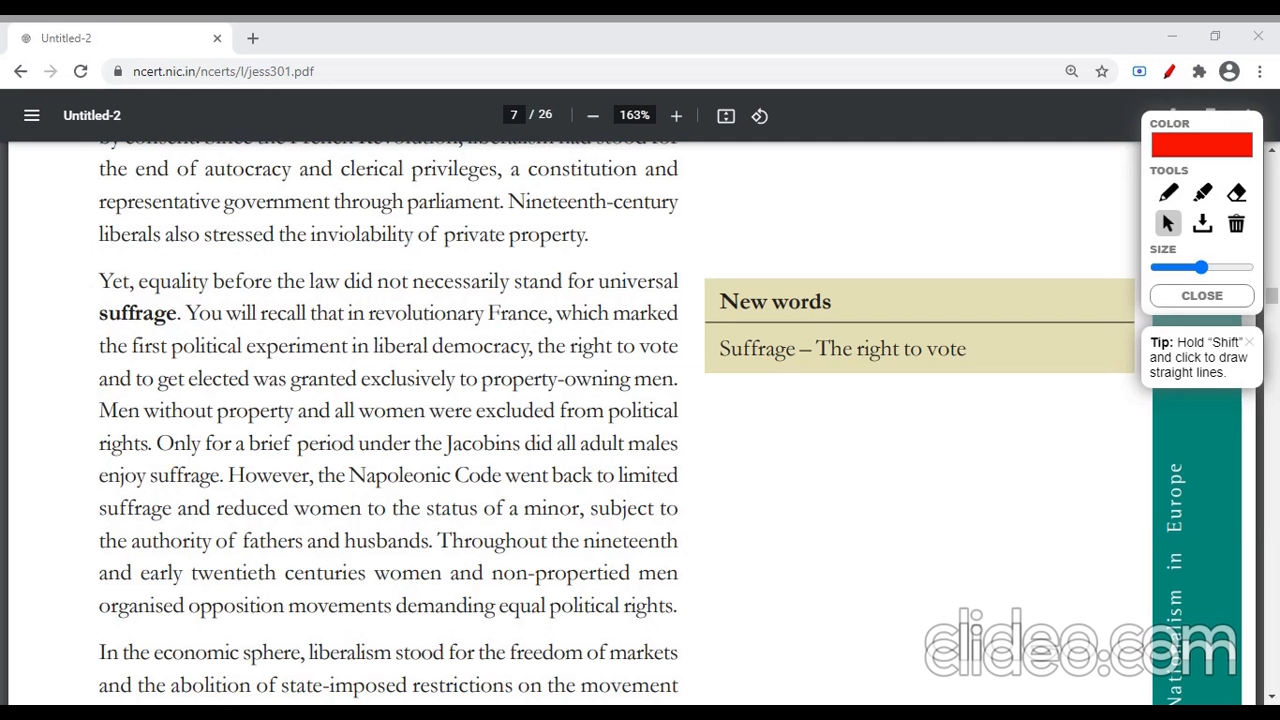 Untitled-2
ncert.nic.in/ncerts/l/jess301.pdf
Untitled-2
7 / 26
163%
COLOR
TOOLS
SIZE
CLOSE
Tip: Hold “Shift”
and click to draw
straight lines.
by consent. Since the French Revolution, liberalism had stood for
the end of autocracy and clerical privileges, a constitution and
representative government through parliament. Nineteenth-century
liberals also stressed the inviolability of private property.
Yet, equality before the law did not necessarily stand for universal
suffrage. You will recall that in revolutionary France, which marked
the first political experiment in liberal democracy, the right to vote
and to get elected was granted exclusively to property-owning men.
Men without property and all women were excluded from political
rights. Only for a brief period under the Jacobins did all adult males
enjoy suffrage. However, the Napoleonic Code went back to limited
suffrage and reduced women to the status of a minor, subject to
the authority of fathers and husbands. Throughout the nineteenth
and early twentieth centuries women and non-propertied men
organised opposition movements demanding equal political rights.
In the economic sphere, liberalism stood for the freedom of markets
and the abolition of state-imposed restrictions on the movement
New words
Suffrage – The right to vote
Nationalism in Europe
clideo.com